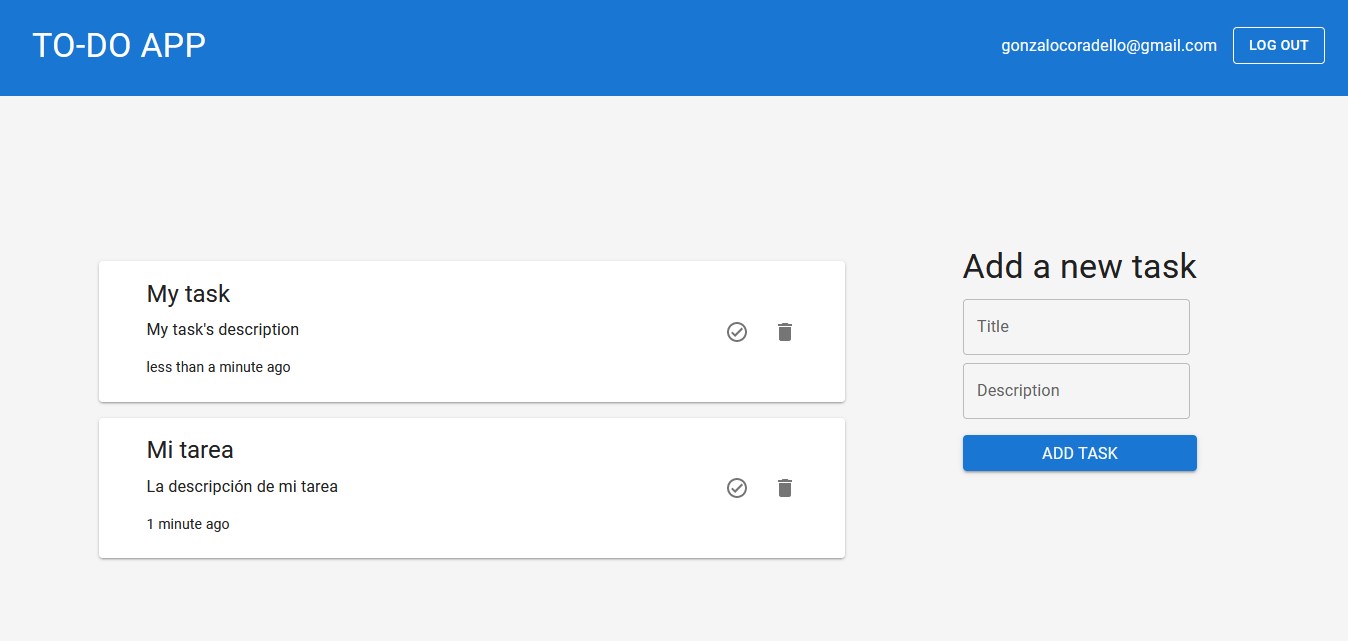 TO-DO APP
gonzalocoradello@gmail.com
LOG OUT
My task
My task's description
less than a minute ago
Mi tarea
La descripción de mi tarea
1 minute ago
Add a new task
Title
Description
ADD TASK